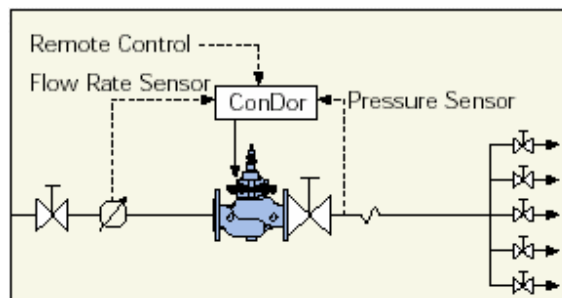 Remote Control
Flow Rate Sensor
ConDor
Pressure Sensor